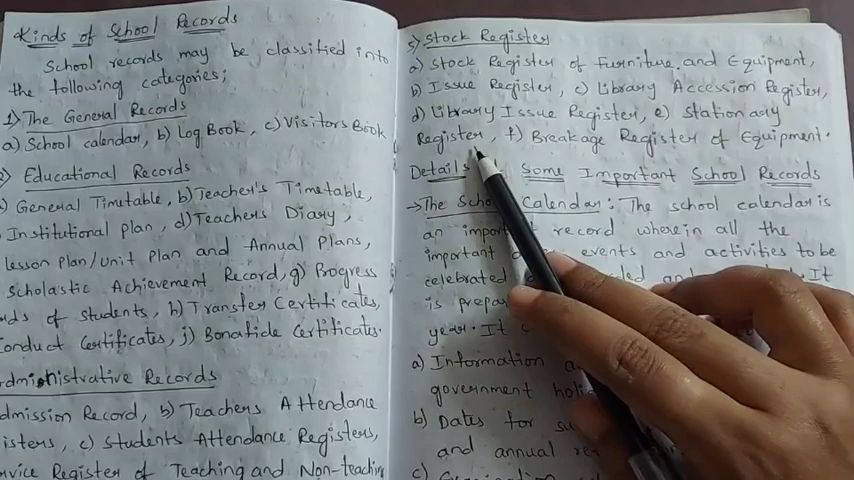 Kinds of School Records
School records may be classified into
the following categories;
1) The General Records
a) School calendar, b) Log Book, c) Visitors Book
2) Educational Records
General Timetable, b) Teacher's Timetable,
Institutional plan, d) Teachers Diary,
lesson Plan/Unit Plan and Annual Plans,
Scholastic Achievement Record, g) Progress
of students, h) Transfer Certificates,
Conduct Certificates, j) Bonafide Certificates.
Administrative Records
Admission Record, b) Teachers Attendance
c) Students Attendance Registers,
Register of Teaching and Non-teaching
5) Stock Register
a) Stock Register of Furniture and Equipment,
b) Issue Register, c) Library Accession Register,
d) Library Issue Register, e) Stationary
Register, f) Breakage Register of Equipment.
Details Some Important School Records
→ The School Calendar: The school calendar is
an important record wherein all the
important events and activities to be
celebrated and It
is
year. It
a) Information
government
b) Dates for
and annual
c)